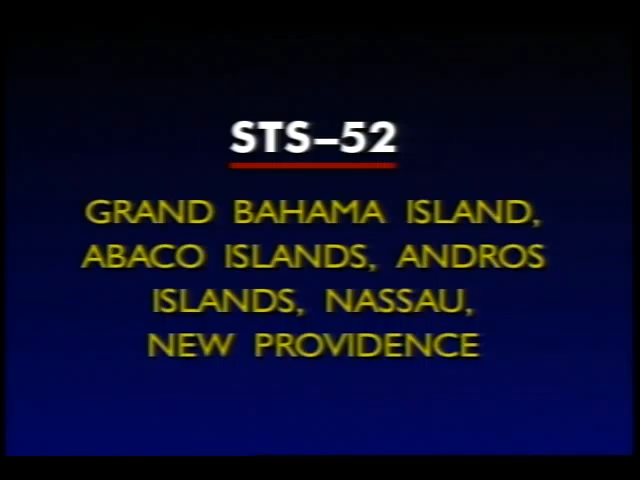 STS-52
GRAND BAHAMA ISLAND,
ABACO ISLANDS, ANDROS
ISLANDS, NASSAU,
NEW PROVIDENCE